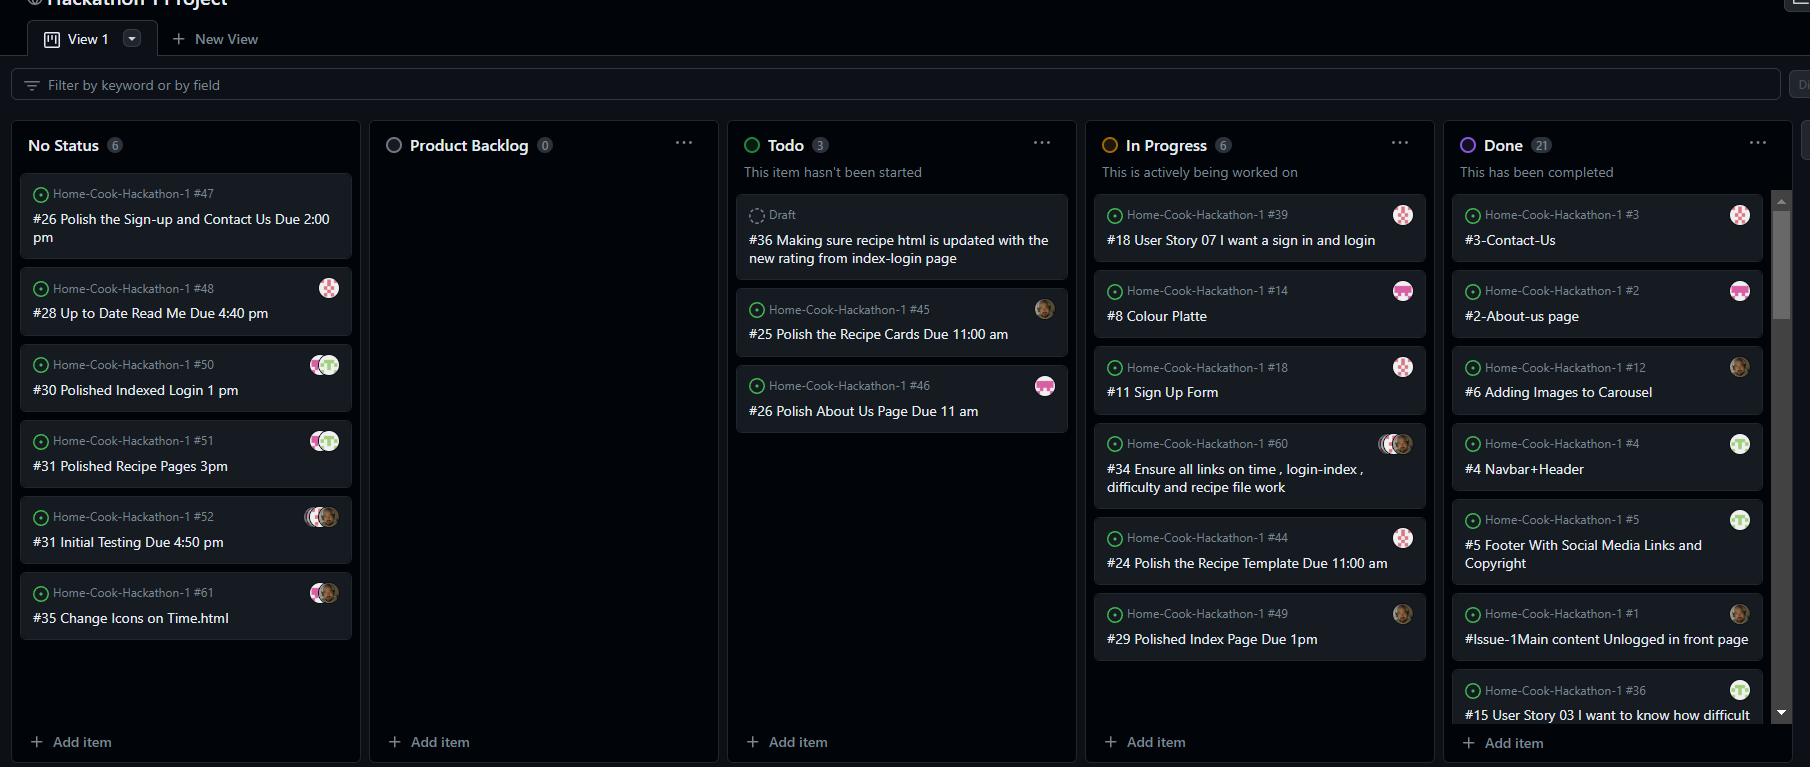 Hackathon-1 Project
View 1
New View
Filter by keyword or by field
No Status 6
Home-Cook-Hackathon-1 #47
#26 Polish the Sign-up and Contact Us Due 2:00
pm
Home-Cook-Hackathon-1 #48
#28 Up to Date Read Me Due 4:40 pm
Home-Cook-Hackathon-1 #50
#30 Polished Indexed Login 1 pm
Home-Cook-Hackathon-1 #51
#31 Polished Recipe Pages 3pm
Home-Cook-Hackathon-1 #52
#31 Initial Testing Due 4:50 pm
Home-Cook-Hackathon-1 #61
#35 Change Icons on Time.html
Add item
Product Backlog 0
Add item
Todo 3
This item hasn't been started
Draft
#36 Making sure recipe html is updated with the
new rating from index-login page
Home-Cook-Hackathon-1 #45
#25 Polish the Recipe Cards Due 11:00 am
Home-Cook-Hackathon-1 #46
#26 Polish About Us Page Due 11 am
Add item
In Progress 6
This is actively being worked on
Home-Cook-Hackathon-1 #39
#18 User Story 07 I want a sign in and login
Home-Cook-Hackathon-1 #14
#8 Colour Platte
Home-Cook-Hackathon-1 #18
#11 Sign Up Form
Home-Cook-Hackathon-1 #60
#34 Ensure all links on time , login-index ,
difficulty and recipe file work
Home-Cook-Hackathon-1 #44
#24 Polish the Recipe Template Due 11:00 am
Home-Cook-Hackathon-1 #49
#29 Polished Index Page Due 1pm
Add item
Done 21
This has been completed
Home-Cook-Hackathon-1 #3
#3-Contact-Us
Home-Cook-Hackathon-1 #2
#2-About-us page
Home-Cook-Hackathon-1 #12
#6 Adding Images to Carousel
Home-Cook-Hackathon-1 #4
#4 Navbar+Header
Home-Cook-Hackathon-1 #5
#5 Footer With Social Media Links and
Copyright
Home-Cook-Hackathon-1 #1
#Issue-1Main content Unlogged in front page
Home-Cook-Hackathon-1 #36
#15 User Story 03 I want to know how difficult
Add item